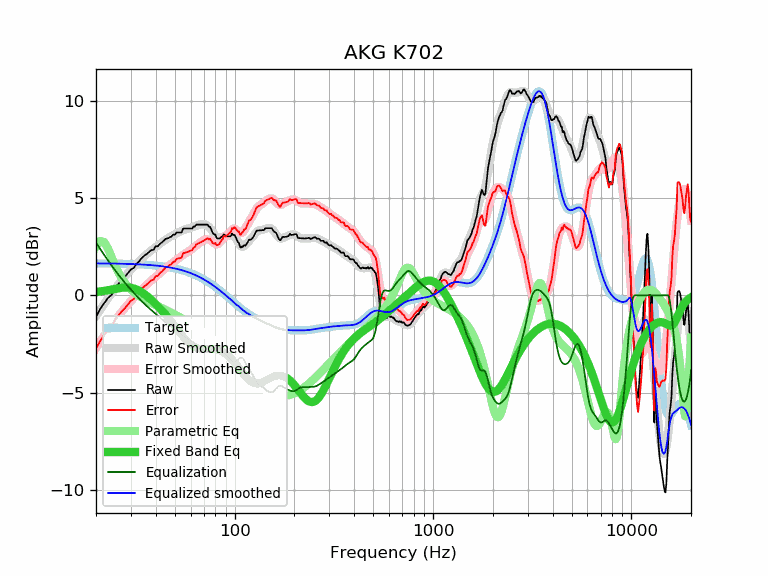 AKG K702
Amplitude (dBr)
10
5
0
−5
−10
Target
Raw Smoothed
Error Smoothed
Raw
Error
Parametric Eq
Fixed Band Eq
Equalization
Equalized smoothed
100 1000 10000
Frequency (Hz)